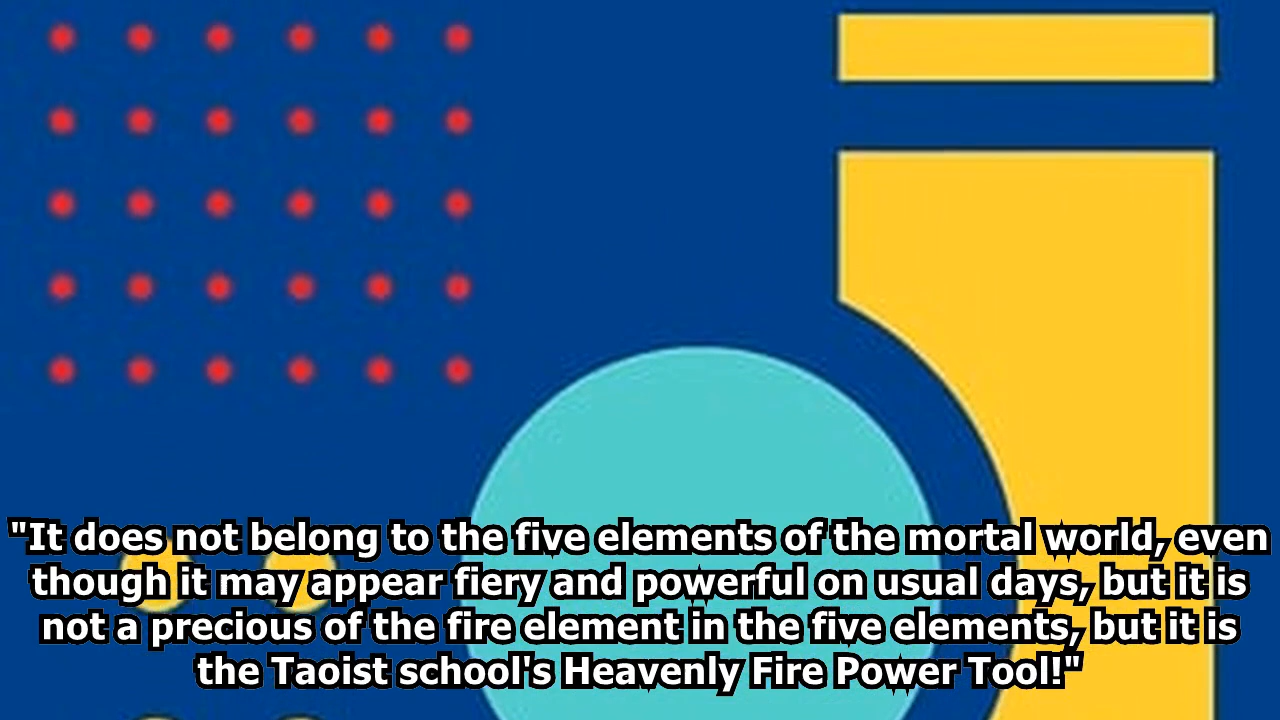 "It does not belong to the five elements of the mortal world, even
though it may appear fiery and powerful on usual days, but it is
not a precious of the fire element in the five elements, but it is
the Taoist school's Heavenly Fire Power Tool!"